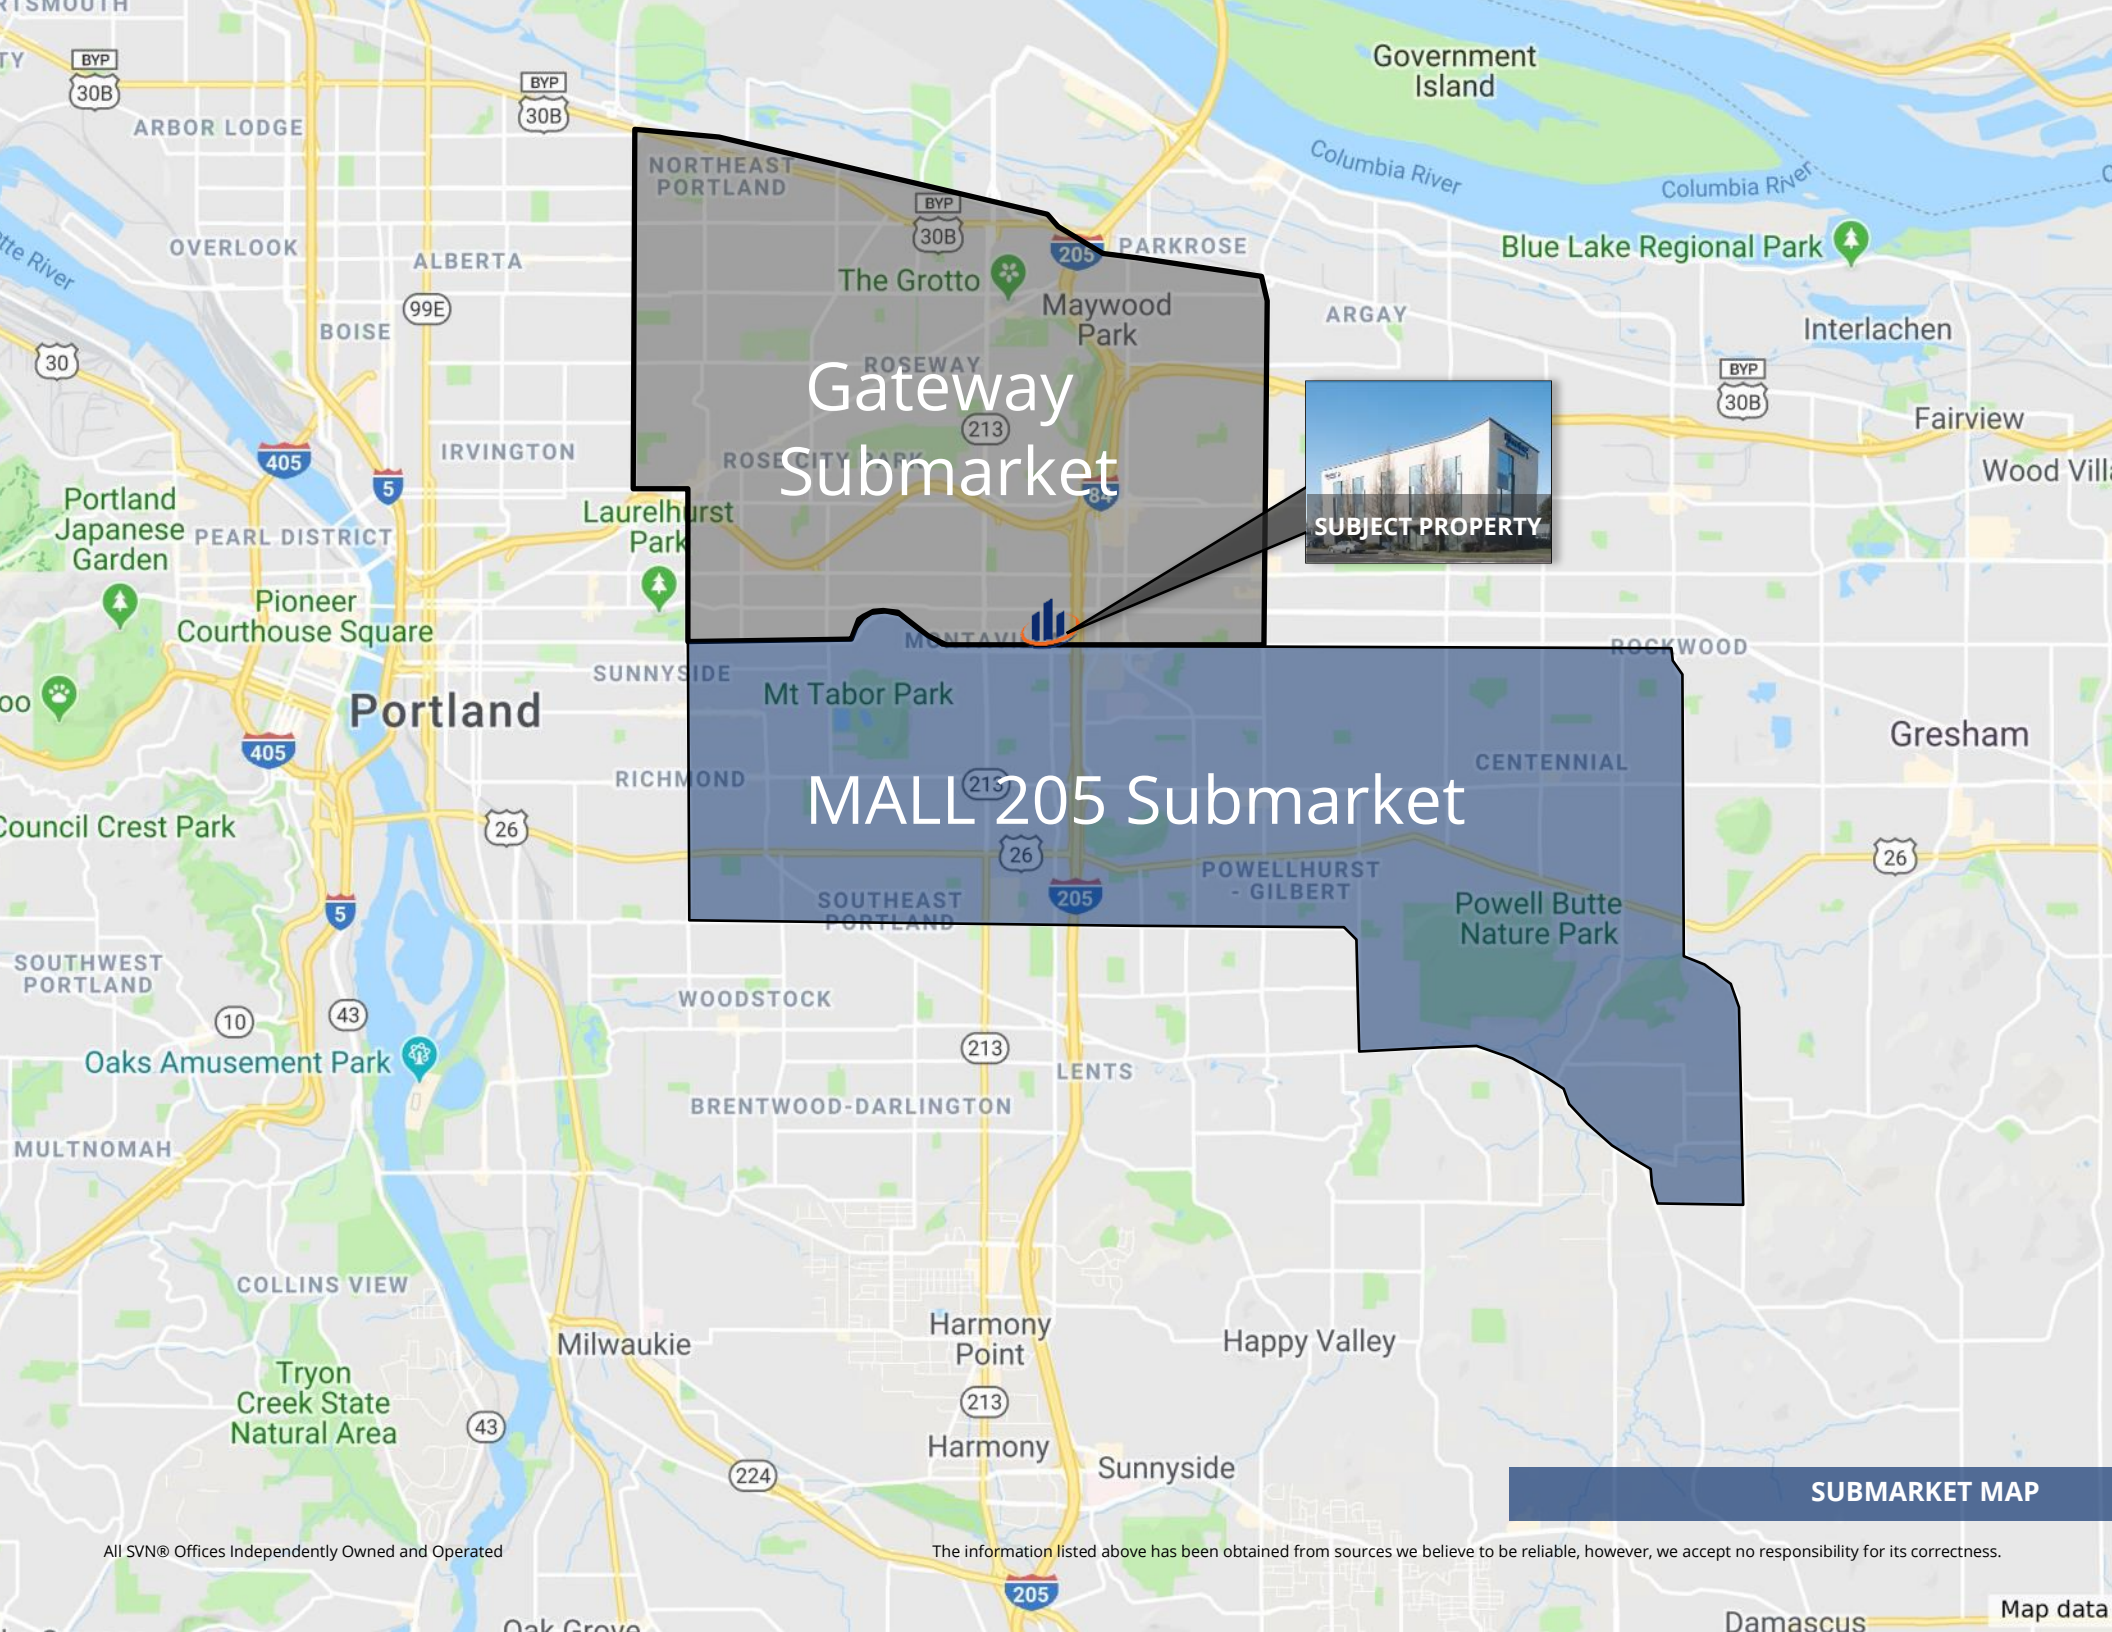 Government
Island
BYP
30B
BYP
30B
ARBOR LODGE
Columbia River
Columbia River
NORTHEAST
PORTLAND
BYP
30B
OVERLOOK
ALBERTA
205
PARKROSE
Blue Lake Regional Park
The Grotto
Maywood
Park
99E
BOISE
ARGAY
Interlachen
30
ROSEWAY
BYP
30B
Gateway
Submarket
213
Fairview
IRVINGTON
ROSE CITY PARK
405
5
84
Portland
Japanese
Garden
PEARL DISTRICT
Laurelhurst
Park
SUBJECT PROPERTY
Pioneer
Courthouse Square
ROCKWOOD
SUNNYSIDE
Mt Tabor Park
Portland
405
Gresham
RICHMOND
CENTENNIAL
213
MALL 205 Submarket
Council Crest Park
26
26
26
POWELLHURST
- GILBERT
SOUTHEAST
PORTLAND
205
5
Powell Butte
Nature Park
SOUTHWEST
PORTLAND
WOODSTOCK
10
43
Oaks Amusement Park
213
LENTS
BRENTWOOD-DARLINGTON
MULTNOMAH
COLLINS VIEW
Milwaukie
Harmony
Point
Happy Valley
Tryon
Creek State
Natural Area
213
43
Harmony
Sunnyside
224
SUBMARKET MAP
All SVN® Offices Independently Owned and Operated
The information listed above has been obtained from sources we believe to be reliable, however, we accept no responsibility for its correctness.
205
Map data
Damascus
Oak Grove